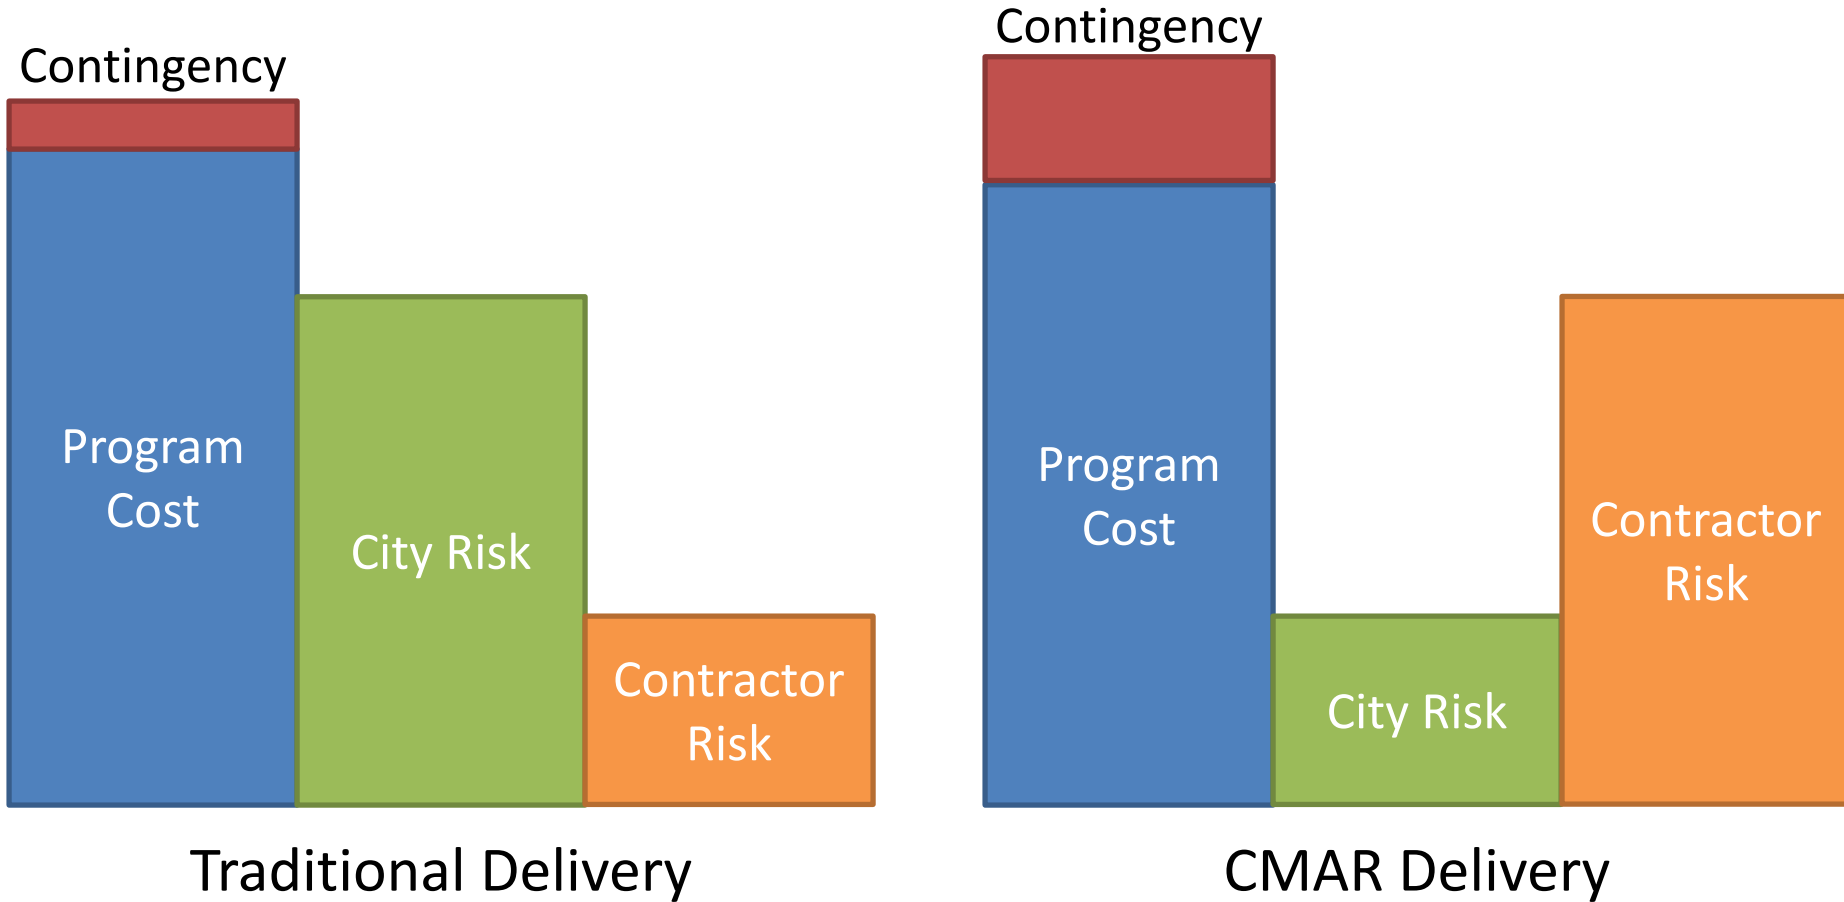 Contingency
Program
Cost
City Risk
Contractor
Risk
Traditional Delivery
Contingency
Program
Cost
City Risk
Contractor
Risk
CMAR Delivery